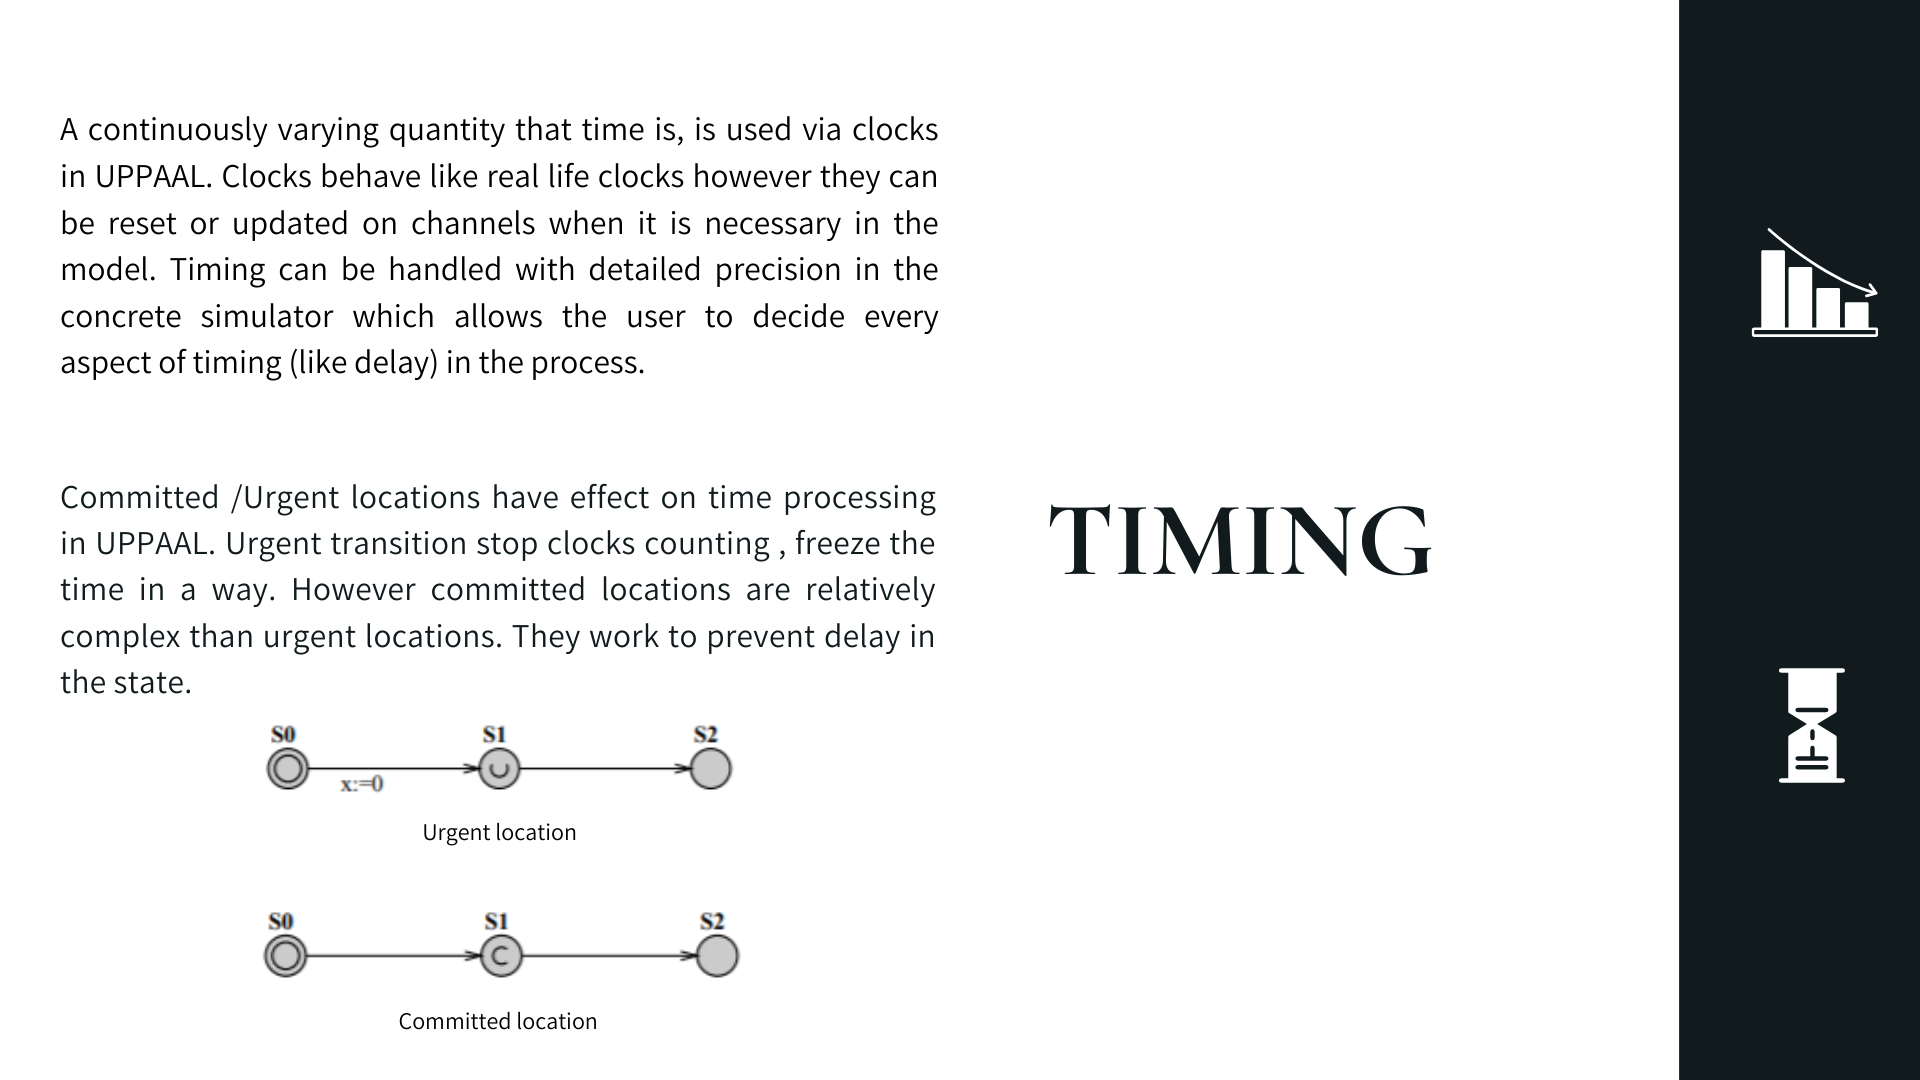 A continuously varying quantity that time is, is used via clocks
in UPPAAL. Clocks behave like real life clocks however they can
be reset or updated on channels when it is necessary in the
model. Timing can be handled with detailed precision in the
concrete simulator which allows the user to decide every
aspect of timing (like delay) in the process.
Committed /Urgent locations have effect on time processing
in UPPAAL. Urgent transition stop clocks counting , freeze the
time in a way. However committed locations are relatively
complex than urgent locations. They work to prevent delay in
the state.
S0 S1 S2
x:=0
Urgent location
S0 S1 S2
C
Committed location
TIMING